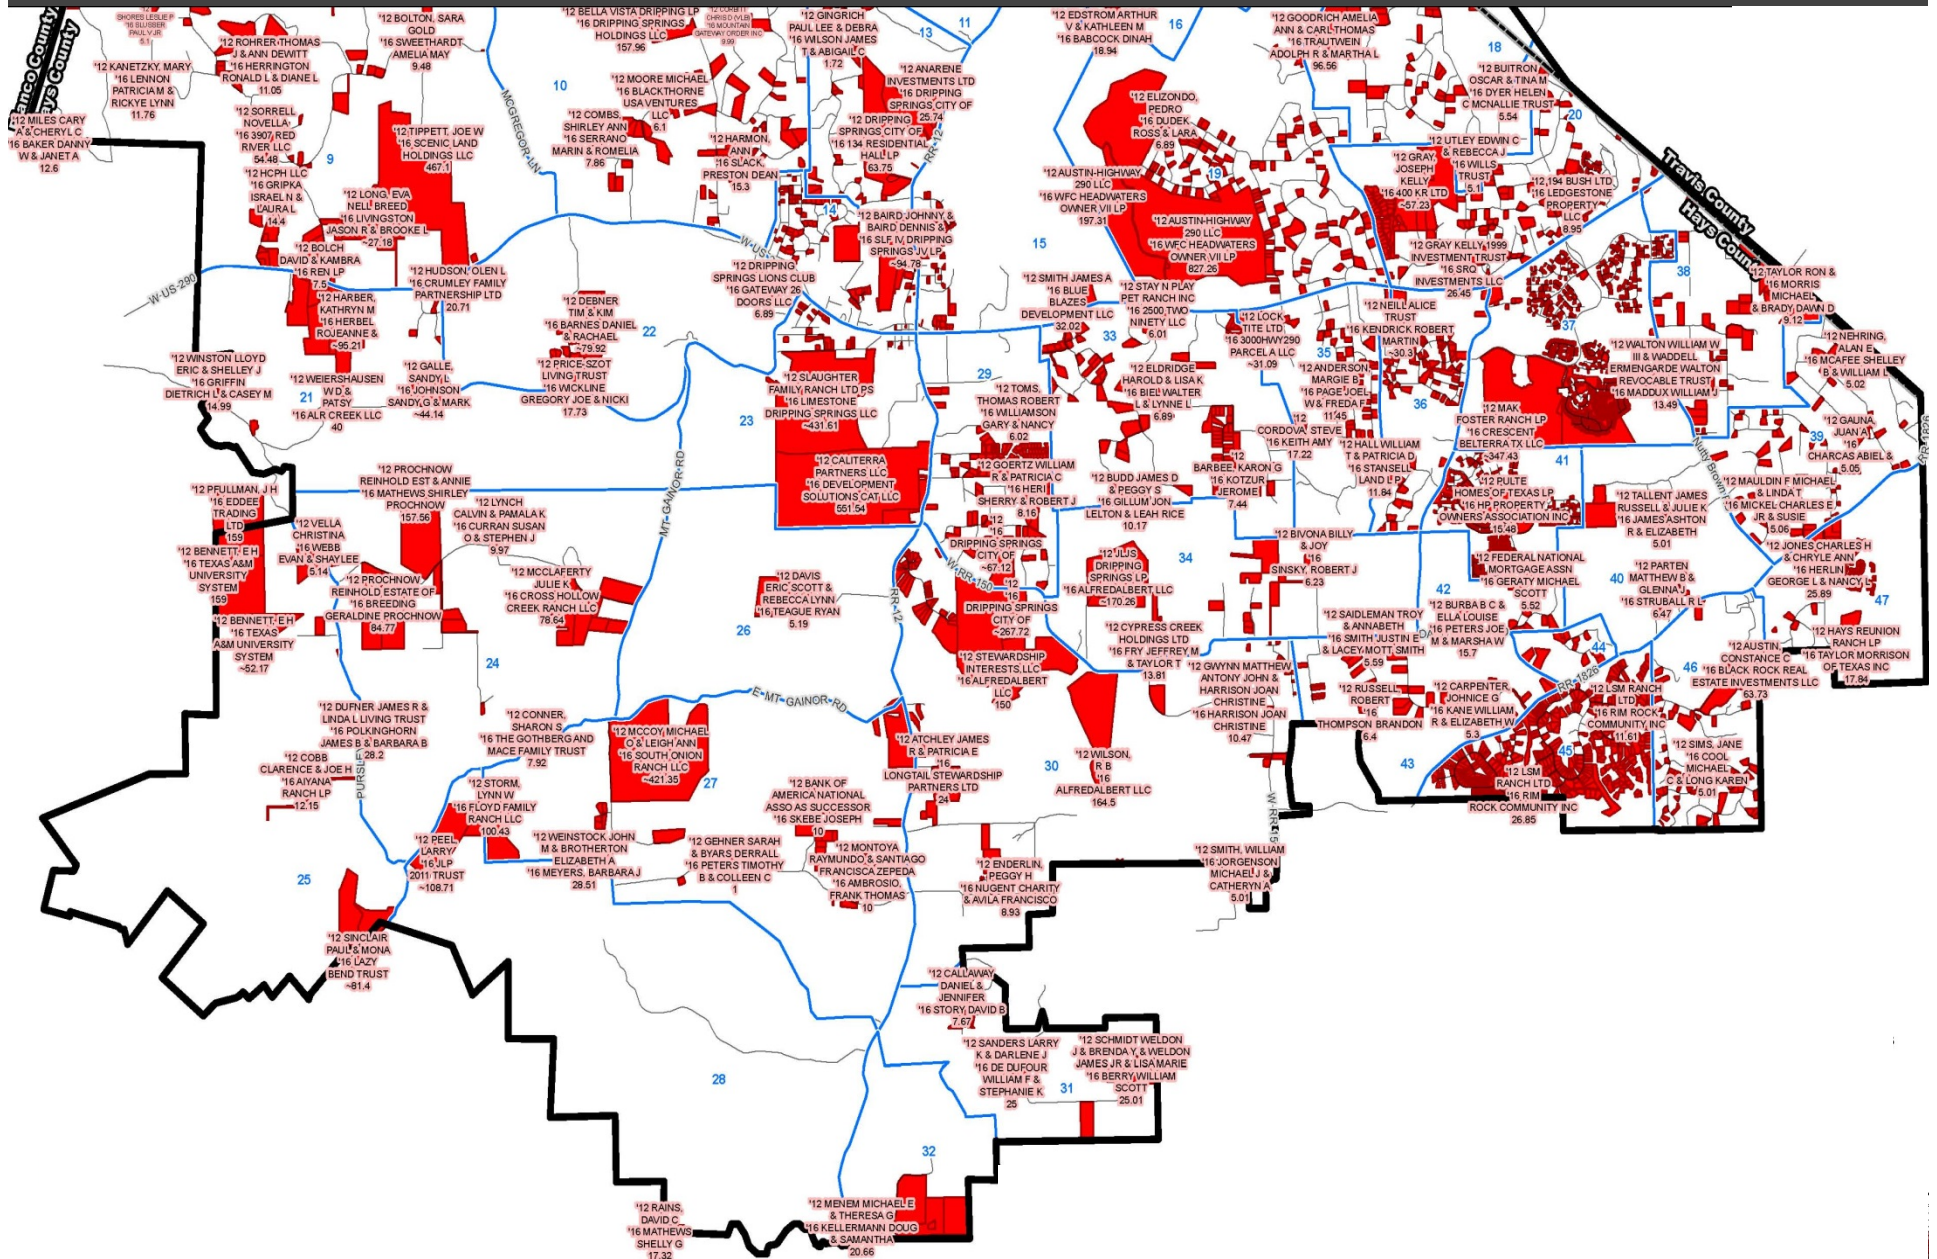 '12 KANETZKY, MARY
'16 LENNON
PATRICIA M &
RICKYE LYNN
11.76
'12 ROHRER THOMAS
J & ANN DEWITT
'16 HERRINGTON
RONALD L & DIANE L
11.05
'12 BOLTON, SARA
GOLD
'16 SWEETHARDT
AMELIA MAY
9.48
'12 BELLA VISTA DRIPPING LP
'16 DRIPPING SPRINGS
HOLDINGS LLC
157.96
'12 GINGRICH
PAUL LEE & DEBRA
'16 WILSON JAMES
T & ABIGAIL C
1.72
11
13
'12 EDSTROM ARTHUR
V & KATHLEEN M
'16 BABCOCK DINAH
18.94
16
'12 GOODRICH AMELIA
ANN & CARL THOMAS
'16 TRAUTWEIN
ADOLPH R & MARTHA L
96.56
18
'12 BUITRON
OSCAR & TINA M
'16 DYER HELEN
C MCNALLIE TRUST
5.54
20
'12 MILES CARY
A & CHERYL C
'16 BAKER DANNY
W & JANET A
12.6
'12 SORRELL
NOVELLA
'16 3907 RED
RIVER LLC
54.48
9
'12 HCPH LLC
'16 GRIPKA
ISRAEL N &
LAURA L
14.4
'12 TIPPETT, JOE W
'16 SCENIC LAND
HOLDINGS LLC
467.1
MCGREGOR LN
10
'12 MOORE MICHAEL
'16 BLACKTHORNE
USA VENTURES
LLC
6.1
'12 COMBS,
SHIRLEY ANN
'16 SERRANO
MARIN & ROMELIA
7.86
'12 HARMON,
ANN
'16 SLACK,
PRESTON DEAN
15.3
'12 ANARENE
INVESTMENTS LTD
'16 DRIPPING
SPRINGS CITY OF
25.74
'12 DRIPPING
SPRINGS CITY OF
'16 134 RESIDENTIAL
HALL LP
63.75
RR-12
'12 ELIZONDO,
PEDRO
'16 DUDEK
ROSS & LARA
6.89
19
'12 AUSTIN-HIGHWAY
290 LLC
'16 WFC HEADWATERS
OWNER VII LP
197.31
'12 AUSTIN-HIGHWAY
290 LLC
'16 WFC HEADWATERS
OWNER VII LP
827.26
'12 GRAY,
JOSEPH
KELLY
'16 400 KR LTD
~57.23
'12 UTLEY EDWIN C
& REBECCA J
'16 WILLS
TRUST
5.1
'12 194 BUSH LTD
'16 LEDGESTONE
PROPERTY
LLC
8.95
Travis County
Hays County
'12 LONG, EVA
NELL BREED
'16 LIVINGSTON
JASON R & BROOKE L
~27.18
14
'12 BAIRD JOHNNY &
BAIRD DENNIS &
'16 SLF IV DRIPPING
SPRINGS JV LP
~94.78
15
'12 GRAY KELLY 1999
INVESTMENT TRUST
'16 SRQ
INVESTMENTS LLC
26.45
38
'12 BOLCH
DAVID & KAMBRA
'16 REN LP
7.5
W-US-290
'12 HUDSON, OLEN L
'16 CRUMLEY FAMILY
PARTNERSHIP LTD
20.71
'12 DRIPPING
SPRINGS LIONS CLUB
'16 GATEWAY 26
DOORS LLC
6.89
'12 SMITH JAMES A
'16 BLUE
BLAZES
DEVELOPMENT LLC
32.02
'12 STAY N PLAY
PET RANCH INC
'16 2500 TWO
NINETY LLC
6.01
'12 TAYLOR RON &
'16 MORRIS
MICHAEL
& BRADY DAWN D
9.12
'12 HARBER,
KATHRYN M
'16 HERBEL
ROJEANNE &
~95.21
'12 DEBNER
TIM & KIM
'16 BARNES DANIEL
& RACHAEL
~79.92
22
33
'12 LOCK
TITE LTD
'16 3000HWY290
PARCEL A LLC
~31.09
'12 NEILL ALICE
TRUST
'16 KENDRICK ROBERT
MARTIN
~30.3
37
'12 NEHRING,
ALAN E
'16 MCAFEE SHELLEY
B & WILLIAM L
5.02
'12 WINSTON LLOYD
ERIC & SHELLEY J
'16 GRIFFIN
DIETRICH L & CASEY M
14.99
'12 WEIERSHAUSEN
W D &
PATSY
'16 ALR CREEK LLC
40
21
'12 GALLE,
SANDY L
'16 JOHNSON
SANDY G & MARK
~44.14
'12 PRICE-SZOT
LIVING TRUST
'16 WICKLINE
GREGORY JOE & NICKI
17.73
'12 SLAUGHTER
FAMILY RANCH LTD PS
'16 LIMESTONE
DRIPPING SPRINGS LLC
~431.61
23
29
'12 TOMS,
THOMAS ROBERT
'16 WILLIAMSON
GARY & NANCY
6.02
'12 ELDRIDGE
HAROLD & LISA K
'16 BIEL WALTER
L & LYNNE L
6.89
35
'12 ANDERSON,
MARGIE B
'16 PAGE JOEL
W & FREDA F
11.45
36
'12 WALTON WILLIAM W
III & WADDELL
ERMENGARDE WALTON
REVOCABLE TRUST
'16 MADDUX WILLIAM J
13.49
'12 MAK
FOSTER RANCH LP
'16 CRESCENT
BELTERRA TX LLC
~347.43
'12
CORDOVA, STEVE
'16 KEITH AMY
17.22
'12 HALL WILLIAM
T & PATRICIA D
'16 STANSELL
LAND LP
11.84
41
39
'12 GAUNA,
JUAN A
'16
CHARCAS ABIEL &
5.05
RR-1826
MT-GAINOR-RD
'12 CALITERRA
PARTNERS LLC
'16 DEVELOPMENT
SOLUTIONS CAT LLC
551.54
'12 GOERTZ WILLIAM
R & PATRICIA C
'16 HERI
SHERRY & ROBERT J
8.16
'12 BUDD JAMES D
& PEGGY S
'16 GILLUM JON
LELTON & LEAH RICE
10.17
'12
BARBEE, KARON G
'16 KOTZUR
JEROME
7.44
'12 PULTE
HOMES OF TEXAS LP
'16 HP PROPERTY
OWNERS ASSOCIATION INC
15.48
'12 TALLENT JAMES
RUSSELL & JULIE K
'16 JAMES ASHTON
R & ELIZABETH
5.01
'12 MAULDIN F MICHAEL
& LINDA T
'16 MICKEL CHARLES E
JR & SUSIE
5.06
'12 PFULLMAN, J H
'16 EDDEE
TRADING
LTD
159
'12 PROCHNOW
REINHOLD EST & ANNIE
'16 MATHEWS SHIRLEY
PROCHNOW
157.56
'12 LYNCH
CALVIN & PAMALA K
'16 CURRAN SUSAN
O & STEPHEN J
9.97
'12 VELLA
CHRISTINA
'16 WEBB
EVAN & SHAYLEE
5.14
'12 BENNETT, E H
'16 TEXAS A&M
UNIVERSITY
SYSTEM
159
'12 PROCHNOW,
REINHOLD ESTATE OF
'16 BREEDING
GERALDINE PROCHNOW
84.77
'12 MCCLAFERTY
JULIE K
'16 CROSS HOLLOW
CREEK RANCH LLC
78.64
'12 DAVIS
ERIC SCOTT &
REBECCA LYNN
'16 TEAGUE RYAN
5.19
26
RR-12
W-RR-150
'12
'16
DRIPPING SPRINGS
CITY OF
~67.12
'12
'16
DRIPPING SPRINGS
CITY OF
~267.72
'12 JLJS
DRIPPING
SPRINGS LP
'16 ALFREDALBERT LLC
~170.26
34
'12 BIVONA BILLY
& JOY
'16
SINSKY, ROBERT J
6.23
'12 FEDERAL NATIONAL
MORTGAGE ASSN
'16 GERATY MICHAEL
SCOTT
5.52
42
40
'12 PARTEN
MATTHEW B &
GLENNA J
'16 STRUBALL R L
6.47
'12 JONES CHARLES H
& CHRYLE ANN
'16 HERLIN
GEORGE L & NANCY L
25.89
47
'12 BENNETT, E H
'16 TEXAS
A&M UNIVERSITY
SYSTEM
~52.17
24
'12 STEWARDSHIP
INTERESTS, LLC
'16 ALFREDALBERT
LLC
150
'12 CYPRESS CREEK
HOLDINGS LTD
'16 FRY JEFFREY M
& TAYLOR T
13.81
'12 SAIDLEMAN TROY
& ANNABETH
'16 SMITH JUSTIN E
& LACEY MOTT SMITH
5.59
'12 BURBA B C &
ELLA LOUISE
'16 PETERS JOE
M & MARSHA W
15.7
44
46
'12 HAYS REUNION
RANCH LP
'16 TAYLOR MORRISON
OF TEXAS INC
17.84
'12 AUSTIN,
CONSTANCE C
'16 BLACK ROCK REAL
ESTATE INVESTMENTS LLC
63.73
E-MT-GAINOR-RD
'12 GWYNN MATTHEW
ANTONY JOHN &
HARRISON JOAN
CHRISTINE
'16 HARRISON JOAN
CHRISTINE
10.47
'12 RUSSELL
ROBERT
'16
THOMPSON BRANDON
6.4
'12 CARPENTER,
JOHNICE G
'16 KANE WILLIAM
R & ELIZABETH W
5.3
RR-1826
'12 LSM RANCH
LTD
'16 RIM ROCK
COMMUNITY INC
11.61
45
'12 DUFNER JAMES R &
LINDA L LIVING TRUST
'16 POLKINGHORN
JAMES B & BARBARA B
28.2
'12 CONNER,
SHARON S
'16 THE GOTHBERG AND
MACE FAMILY TRUST
7.92
'12 MCCOY MICHAEL
O & LEIGH ANN
'16 SOUTH ONION
RANCH LLC
~421.35
27
'12 ATCHLEY JAMES
R & PATRICIA E
'16
LONGTAIL STEWARDSHIP
PARTNERS LTD
24
30
'12 WILSON,
R B
'16
ALFREDALBERT LLC
164.5
43
'12 LSM
RANCH LTD
'16 RIM
ROCK COMMUNITY INC
26.85
'12 SIMS, JANE
'16 COOL
MICHAEL
C & LONG KAREN
5.01
'12 COBB
CLARENCE & JOE H
'16 AIYANA
RANCH LP
12.15
'12 STORM,
LYNN W
'16 FLOYD FAMILY
RANCH LLC
100.43
'12 BANK OF
AMERICA NATIONAL
ASSO AS SUCCESSOR
'16 SKEBE JOSEPH
10
'12 PEEL,
LARRY
'16 JLP
2011 TRUST
~108.71
'12 WEINSTOCK JOHN
M & BROTHERTON
ELIZABETH A
'16 MEYERS, BARBARA J
28.51
'12 GEHNER SARAH
& BYARS DERRALL
'16 PETERS TIMOTHY
B & COLLEEN C
1
'12 MONTOYA
RAYMUNDO & SANTIAGO
FRANCISCA ZEPEDA
'16 AMBROSIO,
FRANK THOMAS
10
'12 ENDERLIN,
PEGGY H
'16 NUGENT CHARITY
& AVILA FRANCISCO
8.93
'12 SMITH, WILLIAM
'16 JORGENSON
MICHAEL J &
CATHERYN A
5.01
25
'12 SINCLAIR
PAUL & MONA
'16 LAZY
BEND TRUST
~81.4
'12 CALLAWAY
DANIEL &
JENNIFER
'16 STORY, DAVID B
7.67
'12 SANDERS LARRY
K & DARLENE J
'16 DE DUFOUR
WILLIAM F &
STEPHANIE K
25
'12 SCHMIDT WELDON
J & BRENDA Y & WELDON
JAMES JR & LISA MARIE
'16 BERRY WILLIAM
SCOTT
25.01
28
31
32
'12 RAINS,
DAVID C
'16 MATHEWS
SHELLY G
17.32
'12 MENEM MICHAEL E
& THERESA G
'16 KELLERMANN DOUG
& SAMANTHA
20.66